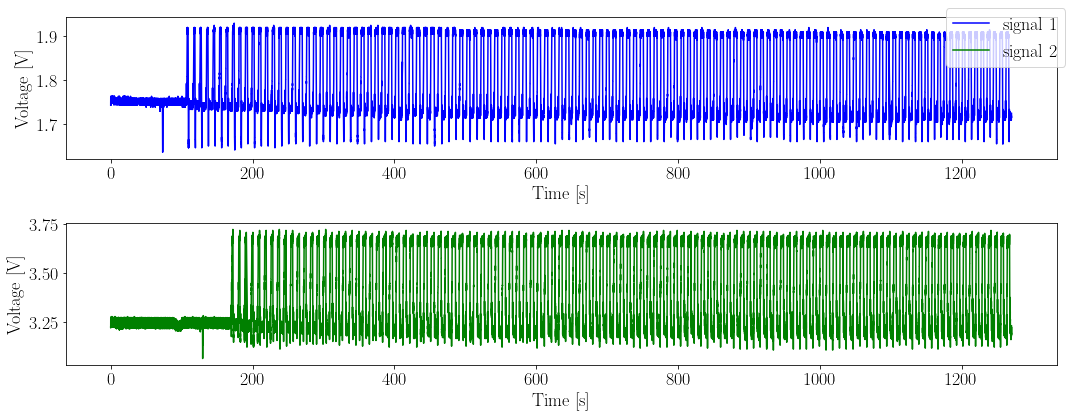 signal 1
signal 2
1.9
1.8
1.7
Voltage [V]
0 200 400 600 800 1000 1200
Time [s]
3.75
3.50
3.25
Voltage [V]
0 200 400 600 800 1000 1200
Time [s]